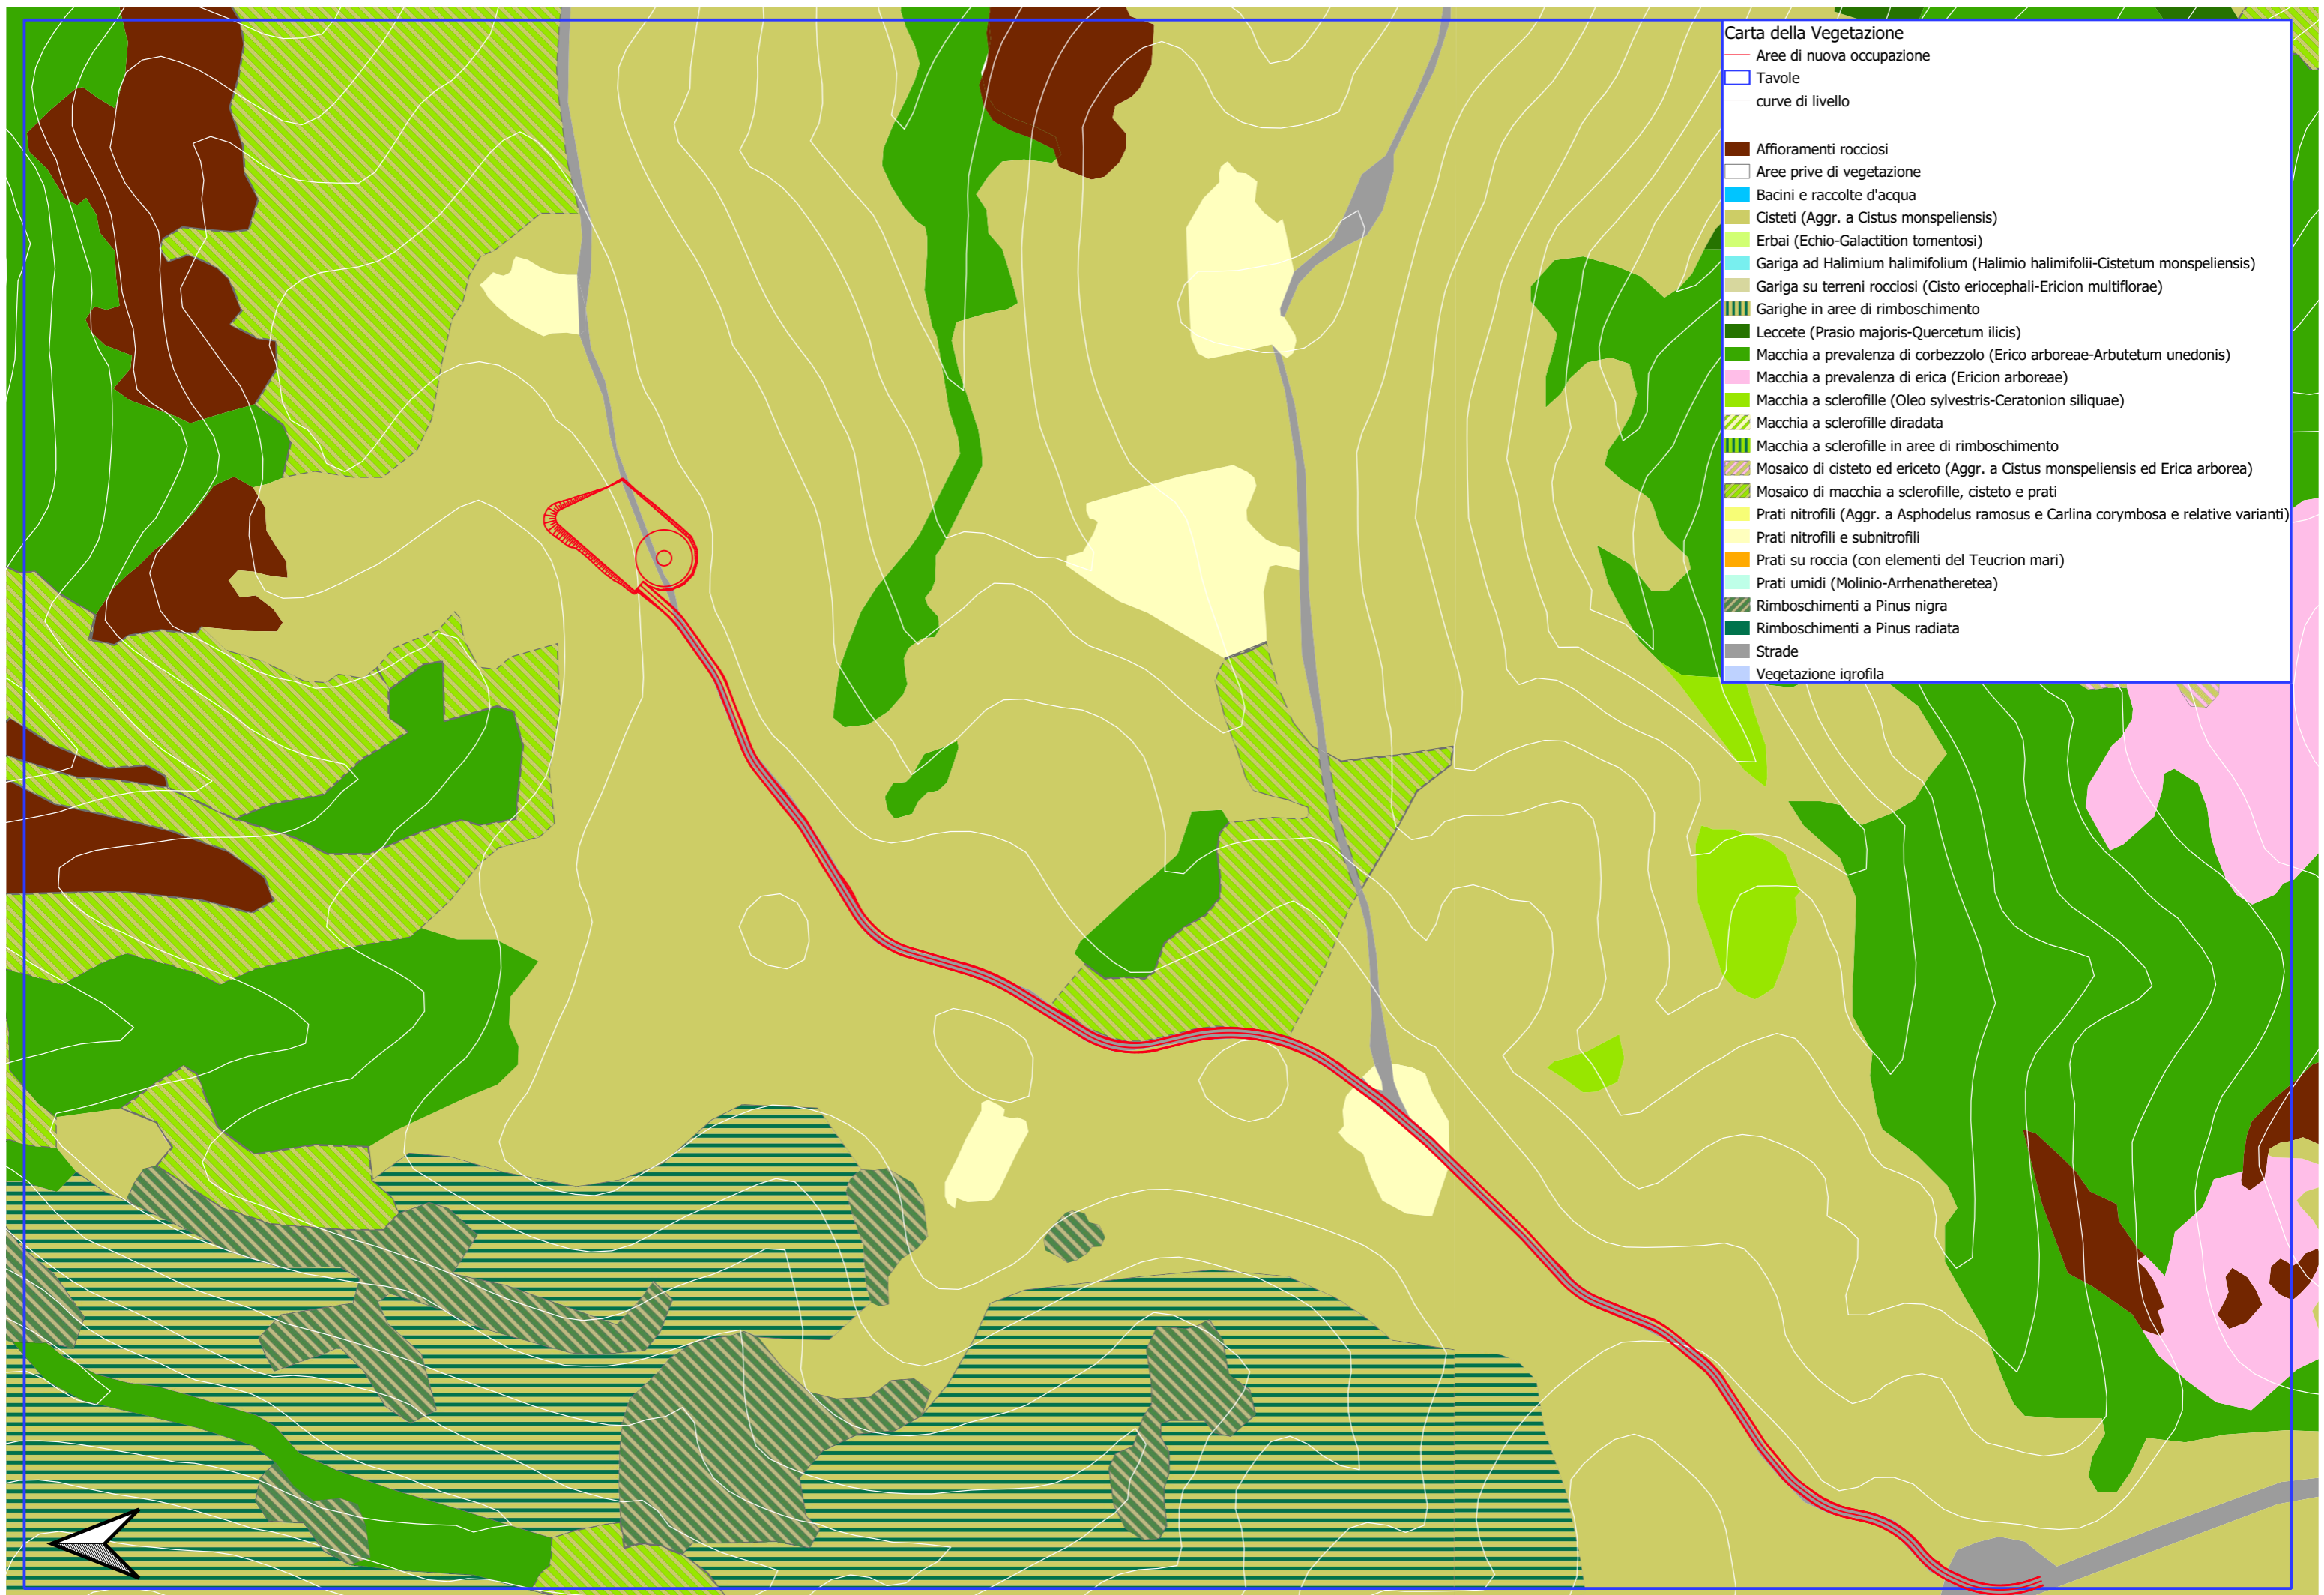 Carta della Vegetazione
Aree di nuova occupazione
Tavole
curve di livello
Affioramenti rocciosi
Aree prive di vegetazione
Bacini e raccolte d'acqua
Cisteti (Aggr. a Cistus monspeliensis)
Erbai (Echio-Galactition tomentosi)
Gariga ad Halimium halimifolium (Halimio halimifolii-Cistetum monspeliensis)
Gariga su terreni rocciosi (Cisto eriocephali-Ericion multiflorae)
Garighe in aree di rimboschimento
Leccete (Prasio majoris-Quercetum ilicis)
Macchia a prevalenza di corbezzolo (Erico arboreae-Arbutetum unedonis)
Macchia a prevalenza di erica (Ericion arboreae)
Macchia a sclerofille (Oleo sylvestris-Ceratonion siliquae)
Macchia a sclerofille diradata
Macchia a sclerofille in aree di rimboschimento
Mosaico di cisteto ed ericeto (Aggr. a Cistus monspeliensis ed Erica arborea)
Mosaico di macchia a sclerofille, cisteto e prati
Prati nitrofili (Aggr. a Asphodelus ramosus e Carlina corymbosa e relative varianti)
Prati nitrofili e subnitrofili
Prati su roccia (con elementi del Teucrion mari)
Prati umidi (Molinio-Arrhenatheretea)
Rimboschimenti a Pinus nigra
Rimboschimenti a Pinus radiata
Strade
Vegetazione igrofila